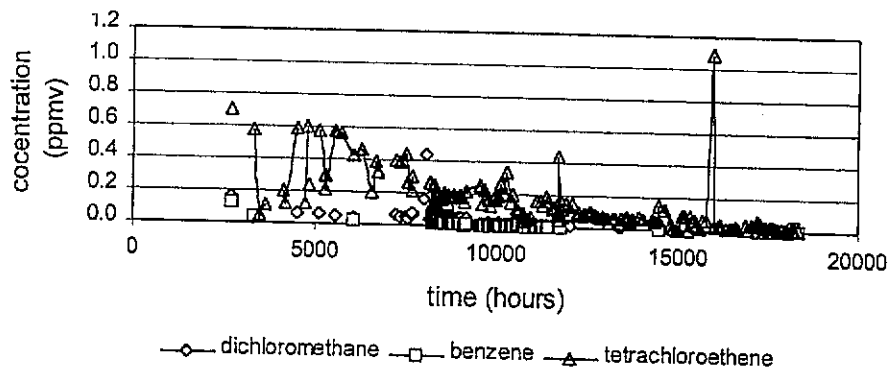 1.2
1.0
0.8
0.6
0.4
0.2
0.0
cocentration
(ppmv)
0 5000 10000 15000 20000
time (hours)
dichloromethane benzene tetrachloroethene